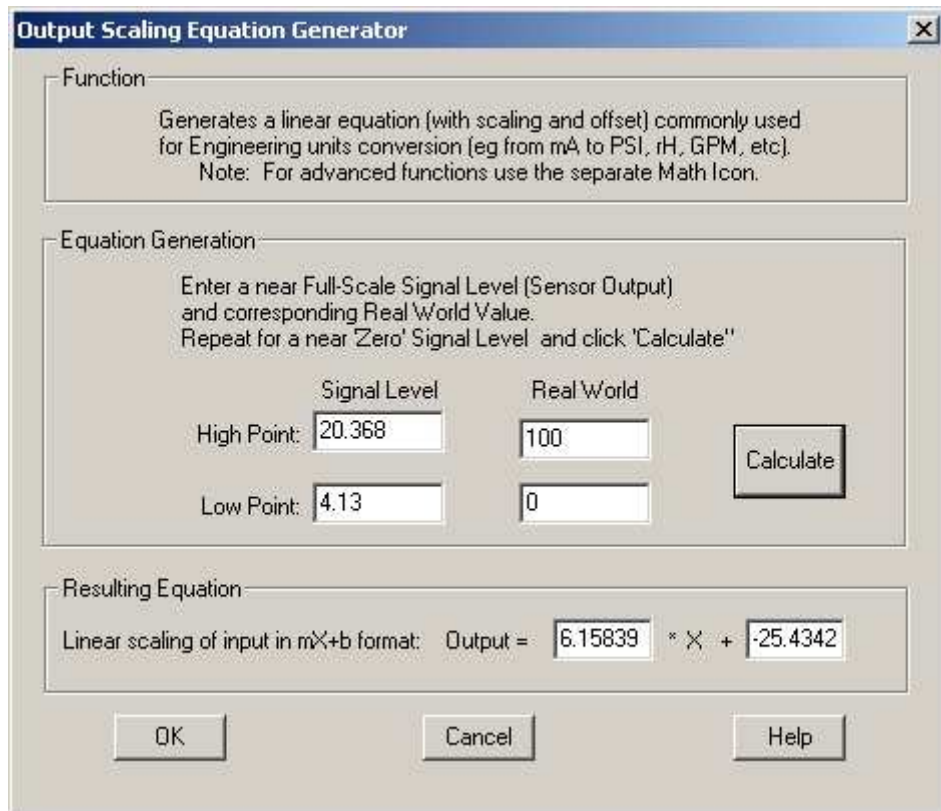 Output Scaling Equation Generator
Function
Generates a linear equation (with scaling and offset) commonly used
for Engineering units conversion (eg from mA to PSI, rH, GPM, etc).
Note: For advanced functions use the separate Math Icon.
Equation Generation
Enter a near Full-Scale Signal Level (Sensor Output)
and corresponding Real World Value.
Repeat for a near 'Zero' Signal Level and click 'Calculate''
Signal Level Real World
High Point: 20.368 100
Calculate
Low Point: 4.13 0
Resulting Equation
Linear scaling of input in mX+b format: Output = 6.15839 * X + -25.4342
OK Cancel Help